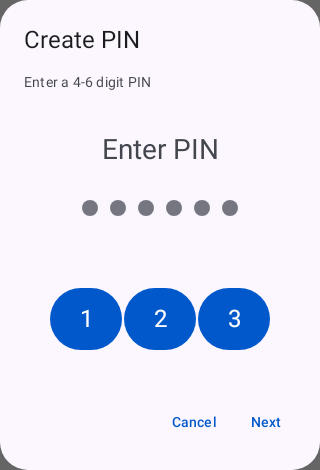 Create PIN
Enter a 4-6 digit PIN
Enter PIN
1 2 3
Cancel Next